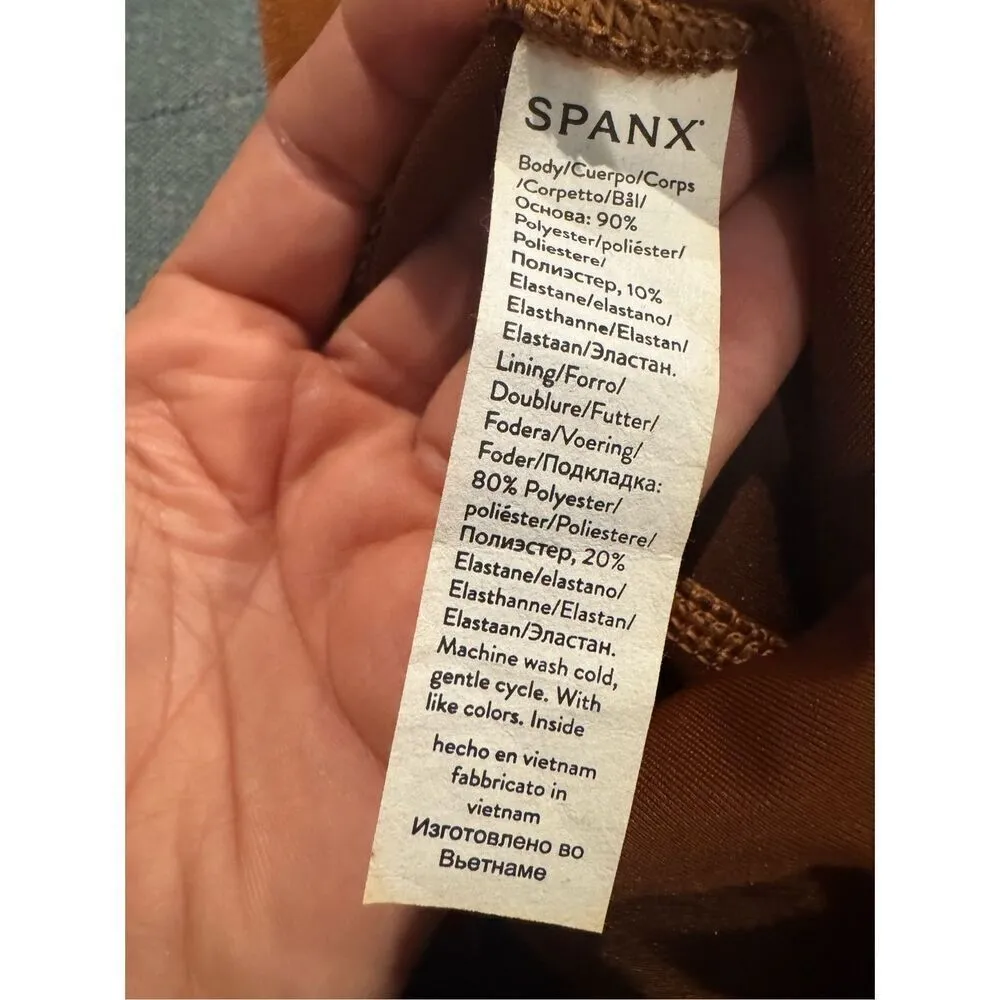 SPANX
Body/Cuerpo/Corps
/Corpetto/Bål/
Основа: 90%
Polyester/poliéster/
Poliestere/
Полиэстер, 10%
Elastane/elastano/
Elasthanne/Elastan/
Elastaan/Эластан.
Lining/Forro/
Doublure/Futter/
Fodera/Voering/
Foder/Подкладка:
80% Polyester/
poliéster/Poliestere/
Полиэстер, 20%
Elastane/elastano/
Elasthanne/Elastan/
Elastaan/Эластан.
Machine wash cold,
gentle cycle. With
like colors. Inside
hecho en vietnam
fabbricato in
vietnam
Изготовлено во
Вьетнаме